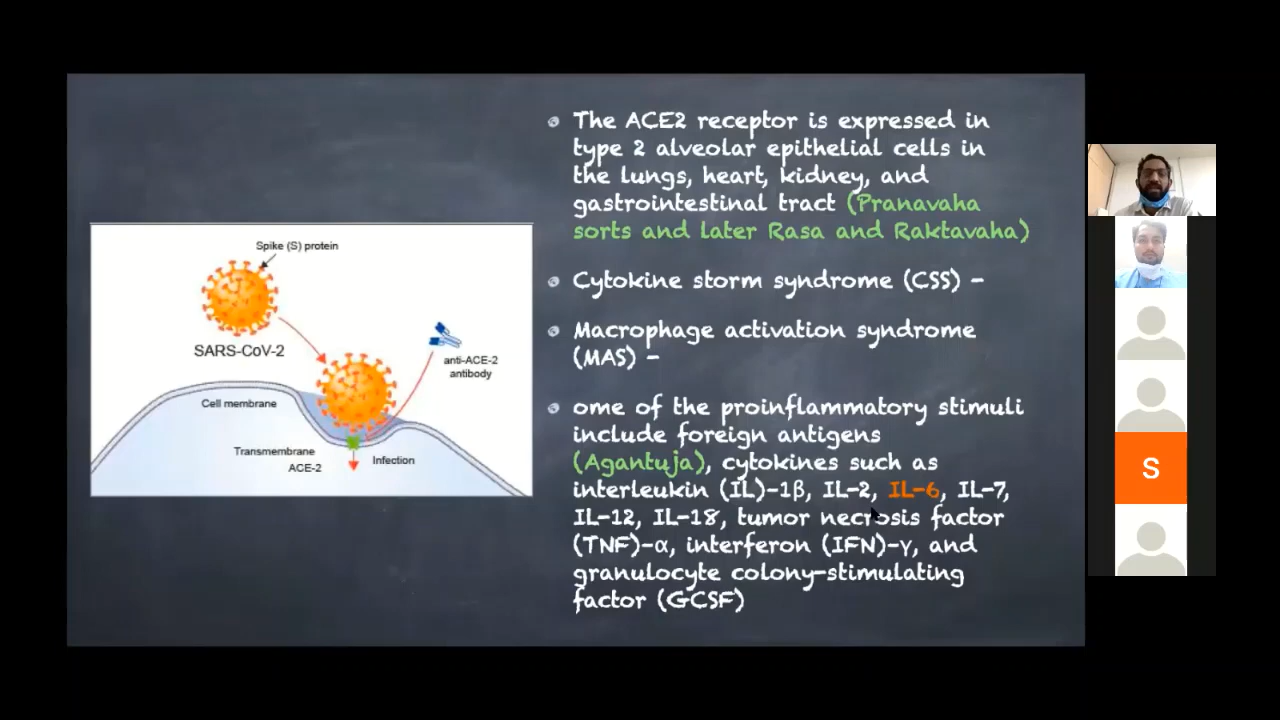 Spike (S) protein
SARS-CoV-2
anti-ACE-2
antibody
Cell membrane
Transmembrane
ACE-2
Infection
The ACE2 receptor is expressed in
type 2 alveolar epithelial cells in
the lungs, heart, kidney, and
gastrointestinal tract (Pranavaha
sorts and later Rasa and Raktavaha)
Cytokine storm syndrome (CSS) -
Macrophage activation syndrome
(MAS) -
ome of the proinflammatory stimuli
include foreign antigens
(Agantuja), cytokines such as
interleukin (IL)-1β, IL-2, IL-6, IL-7,
IL-12, IL-18, tumor necrosis factor
(TNF)-α, interferon (IFN)-γ, and
granulocyte colony-stimulating
factor (GCSF)
S